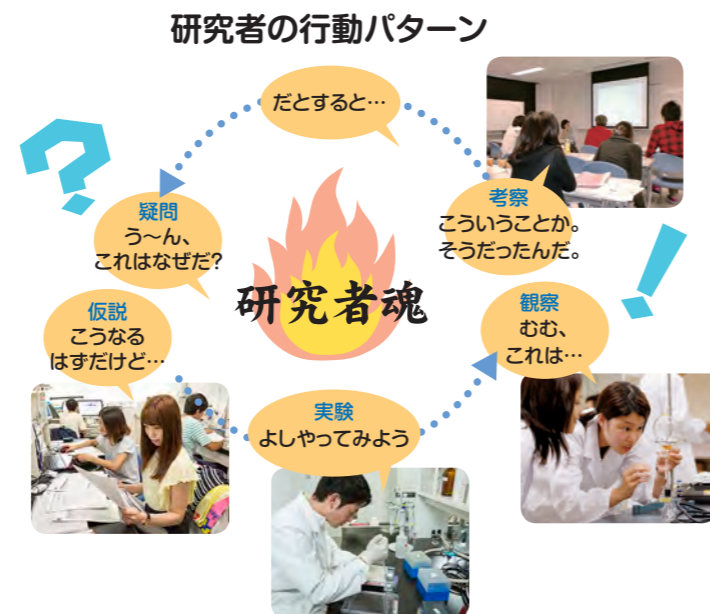 研究者の行動パターン
だとすると…
疑問
う〜ん、
これはなぜだ?
仮説
こうなる
はずだけど…
実験
よしやってみよう
観察
むむ、
これは…
考察
こういうことか。
そうだったんだ。
研究者魂
?
!